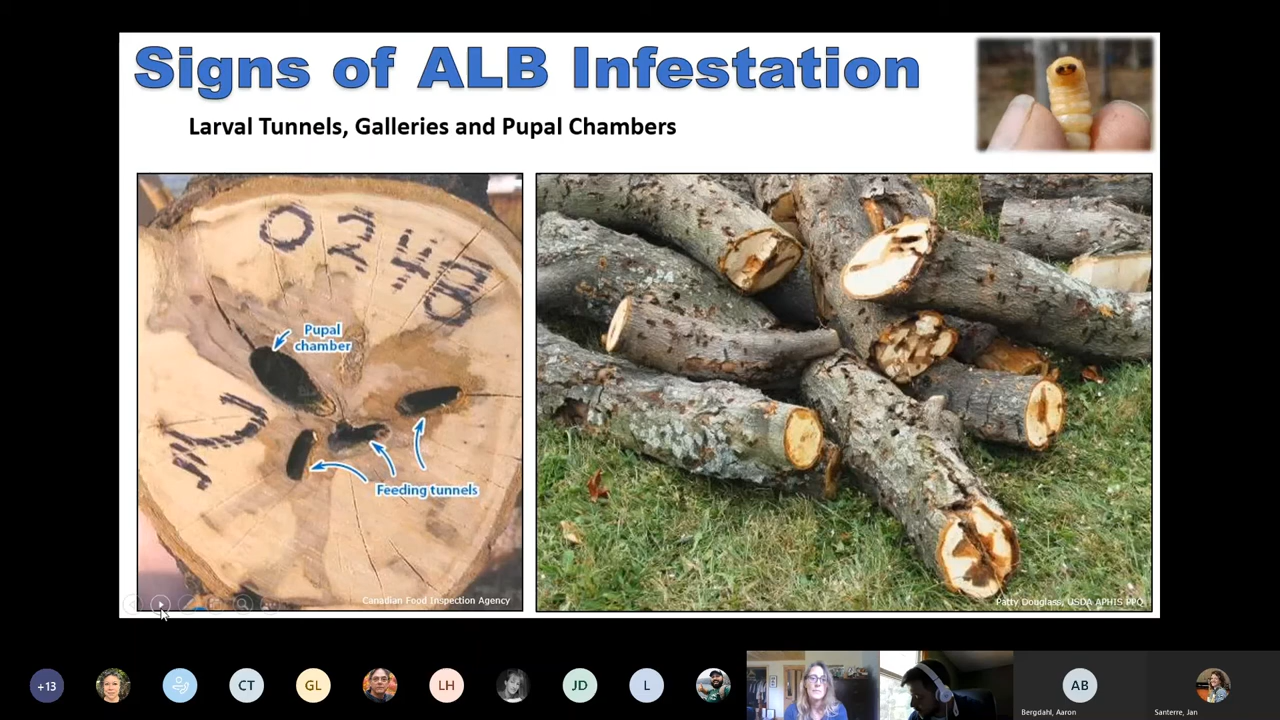 Signs of ALB Infestation
Larval Tunnels, Galleries and Pupal Chambers
024B
Pupal
chamber
Feeding tunnels
Canadian Food Inspection Agency
Patty Douglass, USDA APHIS PPQ
+13
CT
GL
LH
JD
L
AB
Bergdahl, Aaron
Santerre, Jan